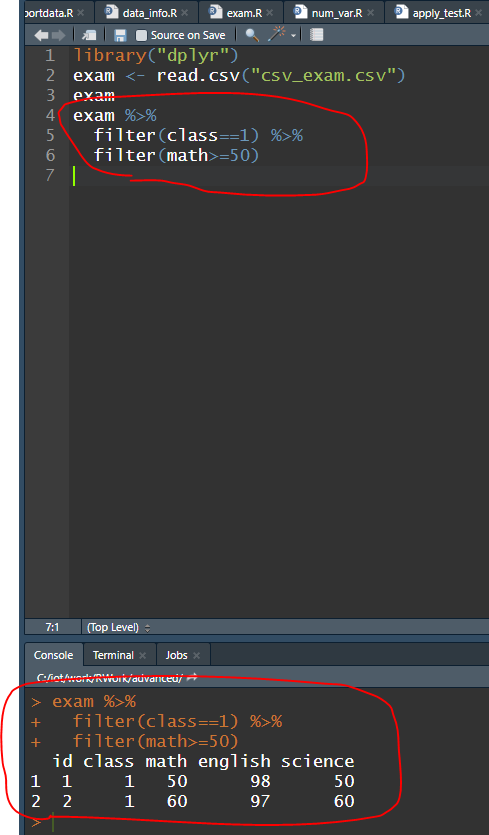 portdata.R data_info.R exam.R num_var.R apply_test.R
Source on Save
1 library("dplyr")
2 exam <- read.csv("csv_exam.csv")
3 exam
4 exam %>%
5 filter(class==1) %>%
6 filter(math>=50)
7
7:1 (Top Level)
Console Terminal Jobs
C:/iot/work/RWork/advanced/
> exam %>%
+ filter(class==1) %>%
+ filter(math>=50)
id class math english science
1 1 1 50 98 50
2 2 1 60 97 60
>